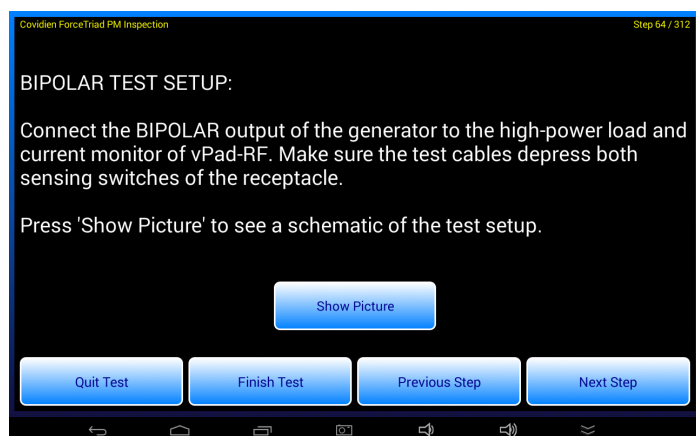 Covidien ForceTriad PM Inspection
Step 64 / 312
BIPOLAR TEST SETUP:
Connect the BIPOLAR output of the generator to the high-power load and
current monitor of vPad-RF. Make sure the test cables depress both
sensing switches of the receptacle.
Press 'Show Picture' to see a schematic of the test setup.
Show Picture
Quit Test
Finish Test
Previous Step
Next Step